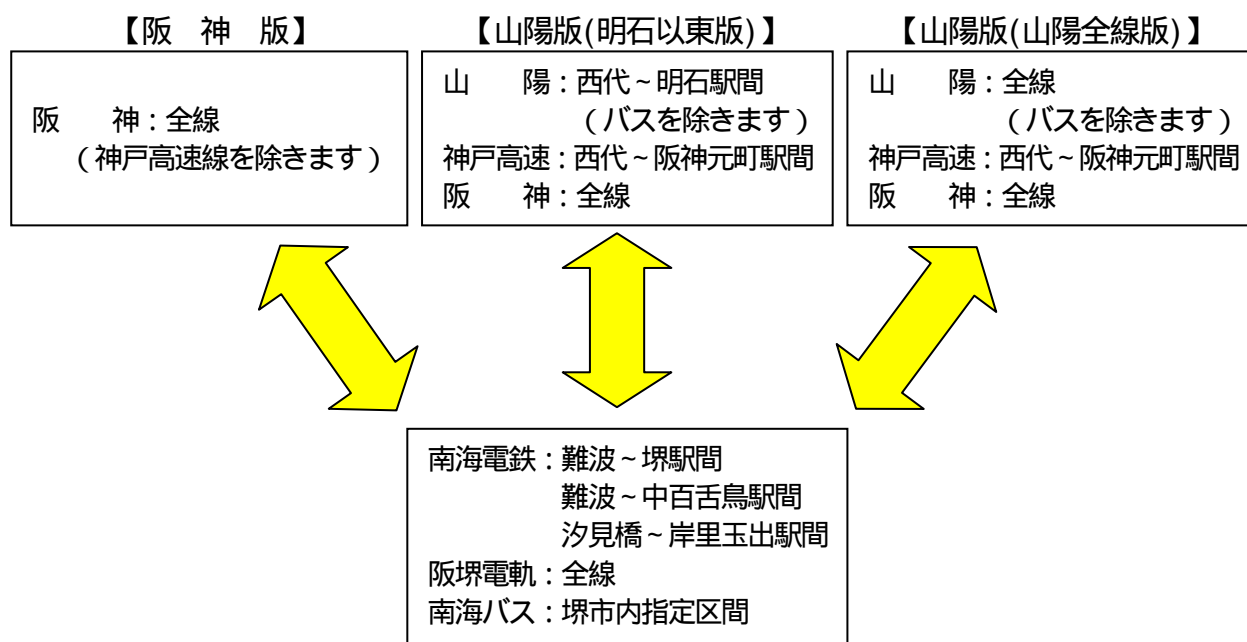 【阪　神　版】
阪　　神：全線
（神戸高速線を除きます）
【山陽版(明石以東版)】
山　　陽：西代～明石駅間
（バスを除きます）
神戸高速：西代～阪神元町駅間
阪　　神：全線
【山陽版(山陽全線版)】
山　　陽：全線
（バスを除きます）
神戸高速：西代～阪神元町駅間
阪　　神：全線
南海電鉄：難波～堺駅間
難波～中百舌鳥駅間
汐見橋～岸里玉出駅間
阪堺電軌：全線
南海バス：堺市内指定区間